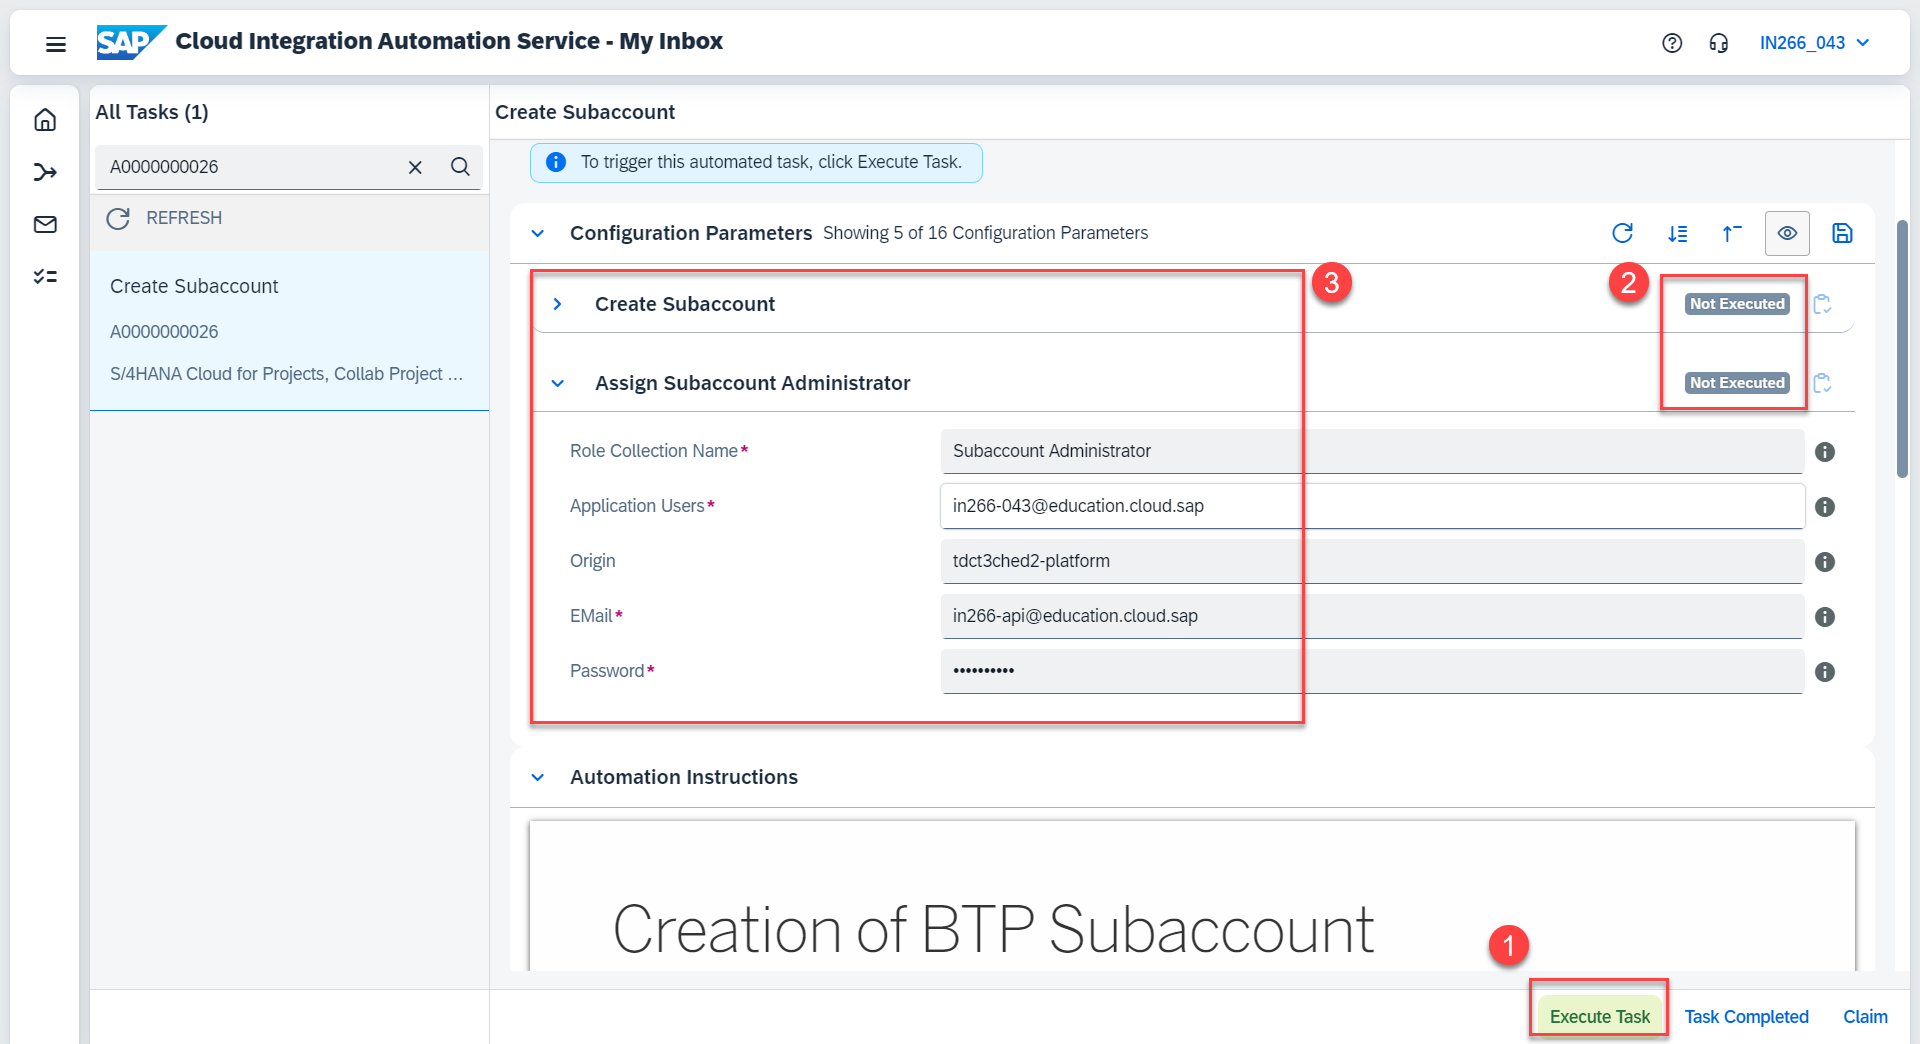 SAP Cloud Integration Automation Service - My Inbox
IN266_043
All Tasks (1)
Create Subaccount
A0000000026
To trigger this automated task, click Execute Task.
REFRESH
Configuration Parameters Showing 5 of 16 Configuration Parameters
Create Subaccount
A0000000026
S/4HANA Cloud for Projects, Collab Project ...
3
2
Create Subaccount
Not Executed
Assign Subaccount Administrator
Not Executed
Role Collection Name*
Subaccount Administrator
Application Users*
in266-043@education.cloud.sap
Origin
tdct3ched2-platform
EMail*
in266-api@education.cloud.sap
Password*
••••••••••
Automation Instructions
Creation of BTP Subaccount
1
Execute Task
Task Completed
Claim